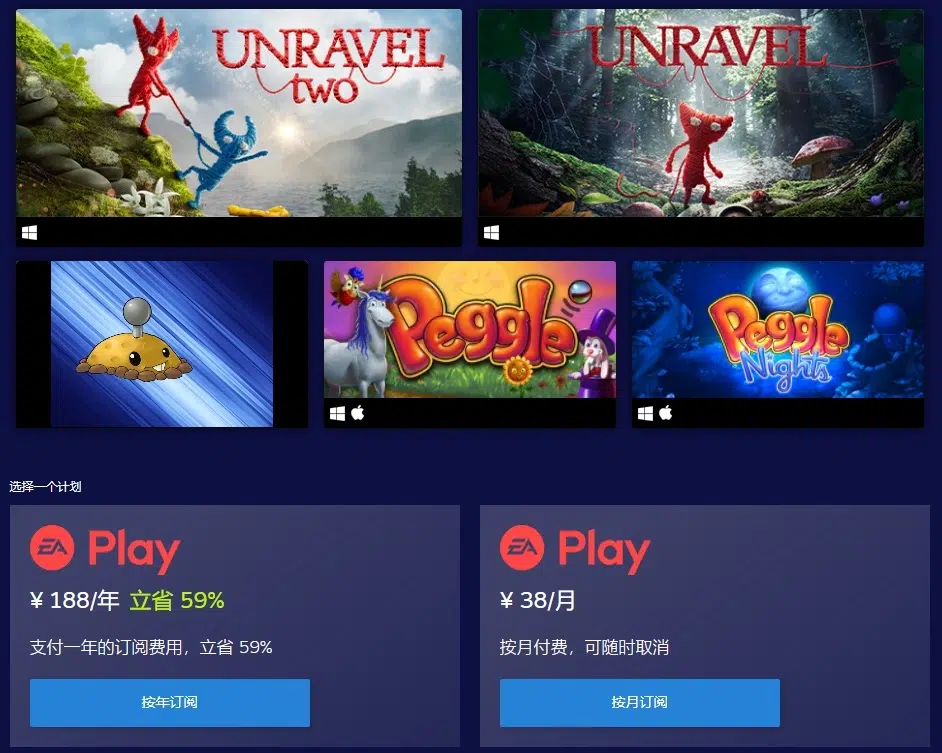 UNRAVEL
two
UNRAVEL
Peggle
Peggle
Nights
选择一个计划
EA Play
¥ 188/年 立省 59%
支付一年的订阅费用，立省 59%
按年订阅
EA Play
¥ 38/月
按月付费，可随时取消
按月订阅